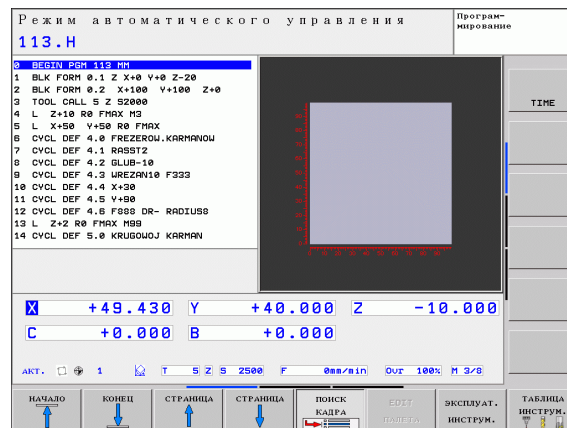 Режим автоматического управления
Програм-
мирование
113.H
0 BEGIN PGM 113 MM
1 BLK FORM 0.1 Z X+0 Y+0 Z-20
2 BLK FORM 0.2 X+100 Y+100 Z+0
3 TOOL CALL 5 Z S2000
4 L Z+10 R0 FMAX M3
5 L X+50 Y+50 R0 FMAX
6 CYCL DEF 4.0 FREZEROW.KARMANOW
7 CYCL DEF 4.1 RASST2
8 CYCL DEF 4.2 GLUB-10
9 CYCL DEF 4.3 WREZAN10 F333
10 CYCL DEF 4.4 X+30
11 CYCL DEF 4.5 Y+90
12 CYCL DEF 4.6 F888 DR- RADIUS8
13 L Z+2 R0 FMAX M99
14 CYCL DEF 5.0 KRUGOWOJ KARMAN
TIME
X +49.430 Y +40.000 Z -10.000
C +0.000 B +0.000
АКТ. 1 T 5 Z S 2500 F 0mm/min Ovr 100% M 3/8
НАЧАЛО
КОНЕЦ
СТРАНИЦА
СТРАНИЦА
ПОИСК
КАДРА
EDIT
ПАЛЕТА
ЭКСПЛУАТ.
ИНСТРУМ.
ТАБЛИЦА
ИНСТРУМ.